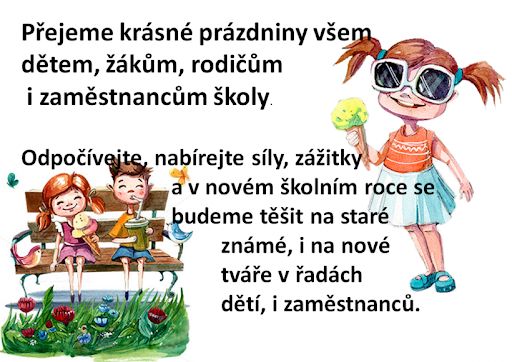 Přejeme krásné prázdniny všem
dětem, žákům, rodičům
i zaměstnancům školy.
Odpočívejte, nabírejte síly, zážitky
a v novém školním roce se
budeme těšit na staré
známé, i na nové
tváře v řadách
dětí, i zaměstnanců.